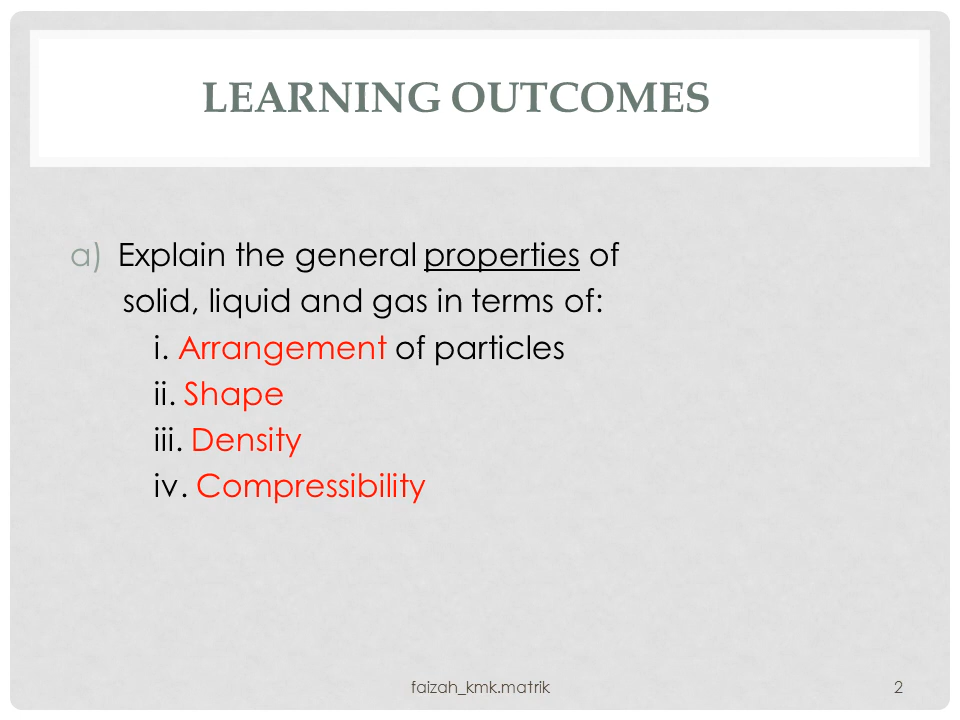 LEARNING OUTCOMES
a) Explain the general properties of
solid, liquid and gas in terms of:
i. Arrangement of particles
ii. Shape
iii. Density
iv. Compressibility
faizah_kmk.matrik 2